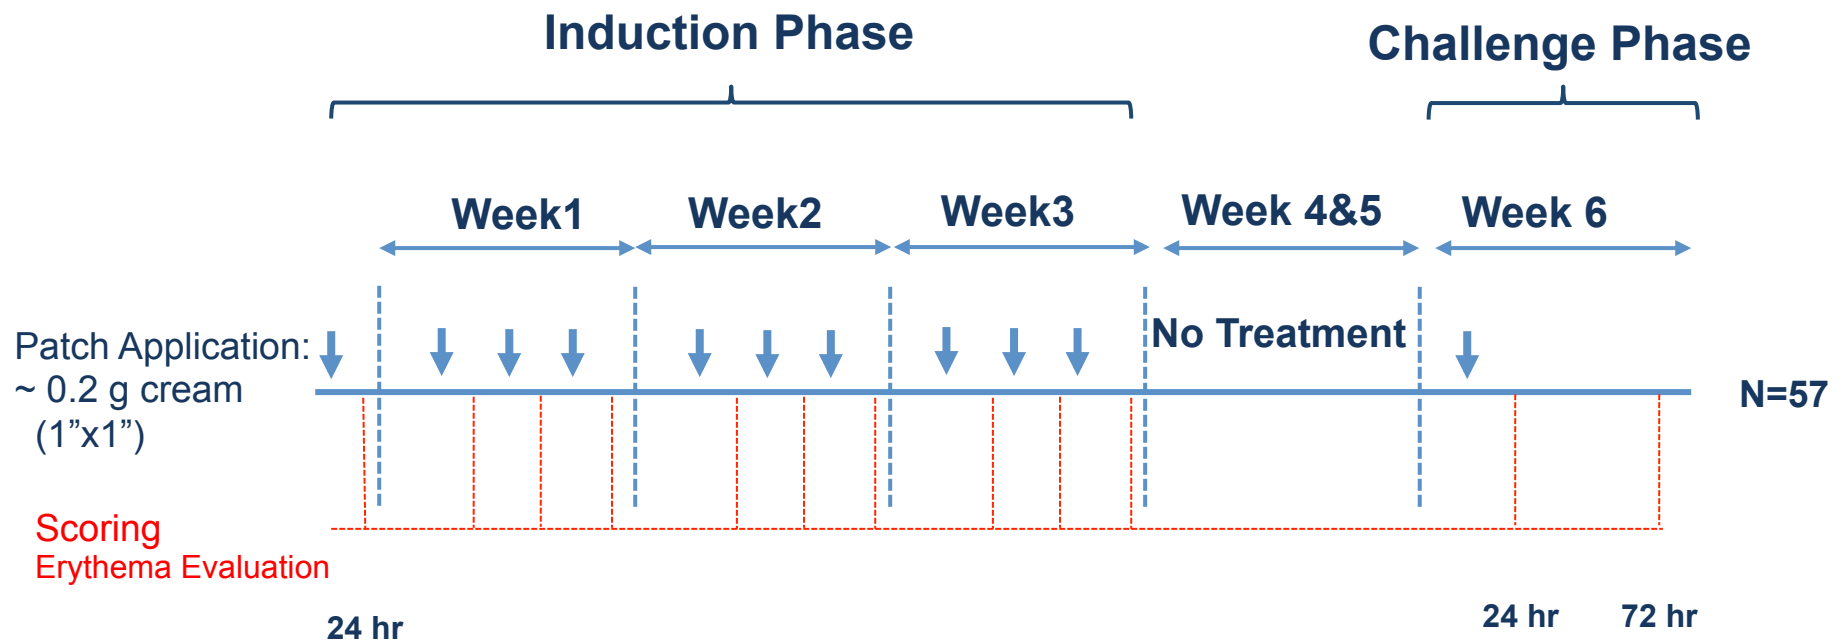 Induction Phase
Challenge Phase
Week1
Week2
Week3
Week 4&5
Week 6
Patch Application:
~ 0.2 g cream
(1”x1”)
No Treatment
N=57
Scoring
Erythema Evaluation
24 hr
24 hr
72 hr